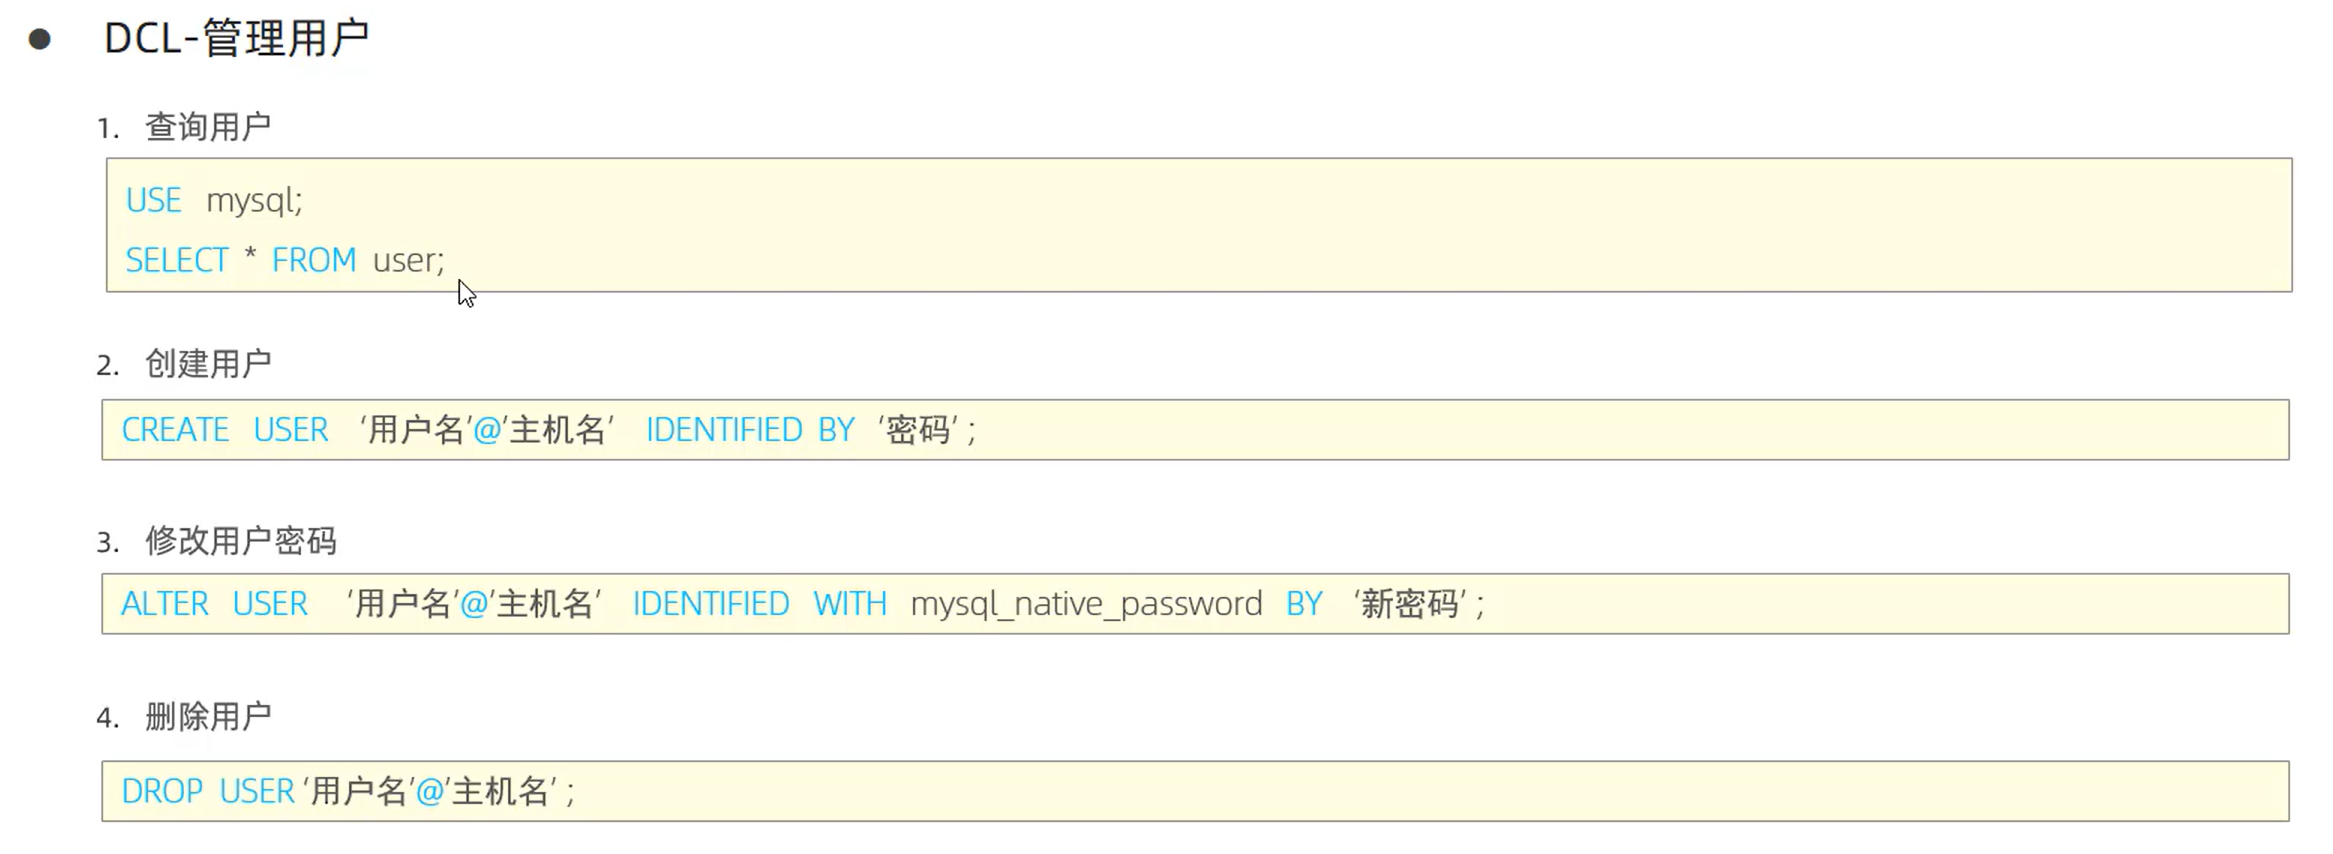 ● DCL-管理用户
1. 查询用户
USE mysql;
SELECT * FROM user;
2. 创建用户
CREATE USER ‘用户名’@’主机名’ IDENTIFIED BY ‘密码’ ;
3. 修改用户密码
ALTER USER ‘用户名’@’主机名’ IDENTIFIED WITH mysql_native_password BY ‘新密码’ ;
4. 删除用户
DROP USER ‘用户名’@’主机名’ ;